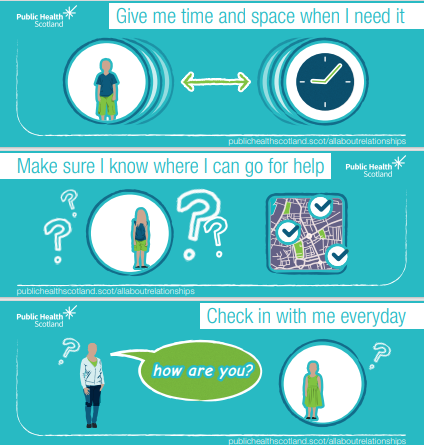 Public Health
Scotland
Give me time and space when I need it
publichealthscotland.scot/allaboutrelationships
Make sure I know where I can go for help
Public Health
Scotland
? ? ? ? ?
publichealthscotland.scot/allaboutrelationships
Public Health
Scotland
Check in with me everyday
? how are you? ?
publichealthscotland.scot/allaboutrelationships